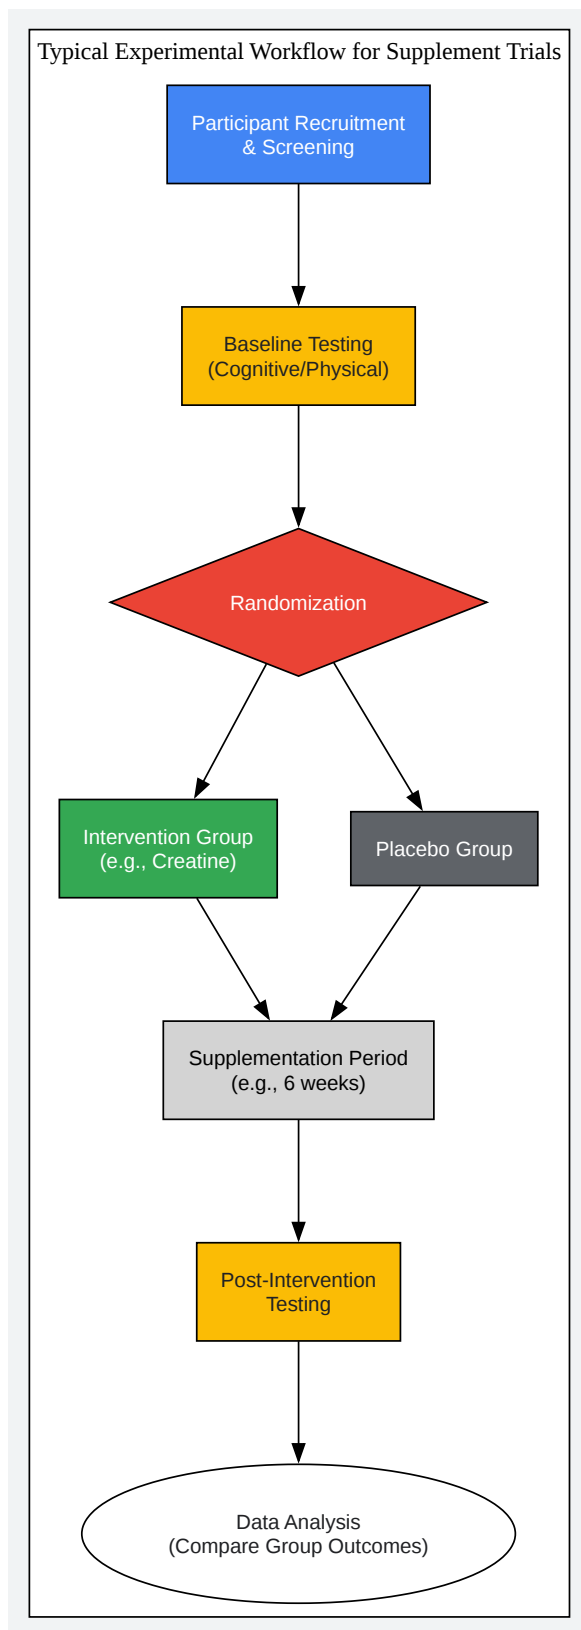 Typical Experimental Workflow for Supplement Trials
Participant Recruitment
& Screening
Baseline Testing
(Cognitive/Physical)
Randomization
Intervention Group
(e.g., Creatine)
Placebo Group
Supplementation Period
(e.g., 6 weeks)
Post-Intervention
Testing
Data Analysis
(Compare Group Outcomes)